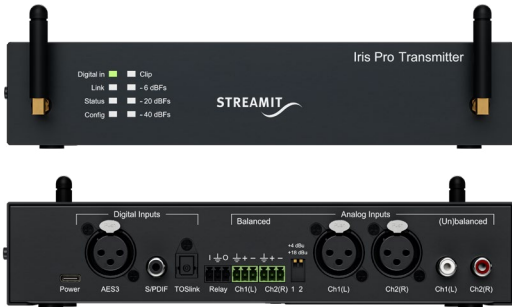 Iris Pro Transmitter
Digital in Clip
Link - 6 dBFs
Status - 20 dBFs
Config - 40 dBFs
STREAMIT
Digital Inputs Analog Inputs
Balanced (Un)balanced
+4 dBu
+18 dBu
I O + - + -
Power AES3 S/PDIF TOSlink Relay Ch1(L) Ch2(R) 1 2 Ch1(L) Ch2(R) Ch1(L) Ch2(R)